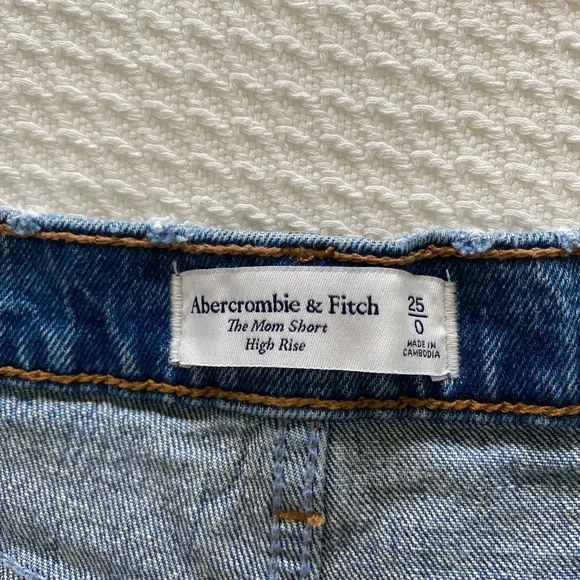 Abercrombie & Fitch
The Mom Short
High Rise
25
0
MADE IN
CAMBODIA